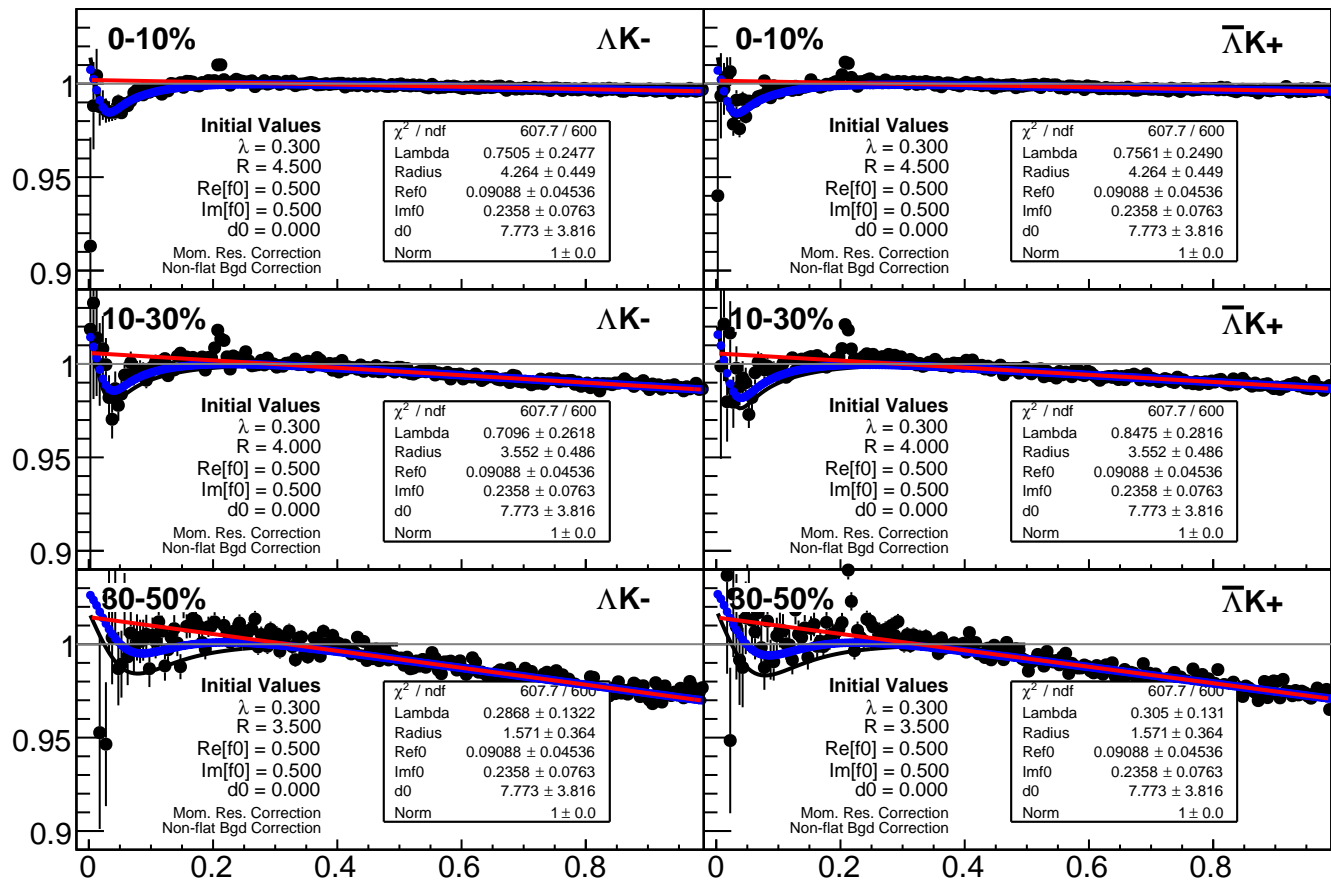 0-10%
ΛK-
1
0.95
0.9
Initial Values
λ = 0.300
R = 4.500
Re[f0] = 0.500
Im[f0] = 0.500
d0 = 0.000
Mom. Res. Correction
Non-flat Bgd Correction
χ² / ndf 607.7 / 600
Lambda 0.7505 ± 0.2477
Radius 4.264 ± 0.449
Ref0 0.09088 ± 0.04536
Imf0 0.2358 ± 0.0763
d0 7.773 ± 3.816
Norm 1 ± 0.0
0-10%
Λ̅K+
Initial Values
λ = 0.300
R = 4.500
Re[f0] = 0.500
Im[f0] = 0.500
d0 = 0.000
Mom. Res. Correction
Non-flat Bgd Correction
χ² / ndf 607.7 / 600
Lambda 0.7561 ± 0.2490
Radius 4.264 ± 0.449
Ref0 0.09088 ± 0.04536
Imf0 0.2358 ± 0.0763
d0 7.773 ± 3.816
Norm 1 ± 0.0
10-30%
ΛK-
1
0.95
0.9
Initial Values
λ = 0.300
R = 4.000
Re[f0] = 0.500
Im[f0] = 0.500
d0 = 0.000
Mom. Res. Correction
Non-flat Bgd Correction
χ² / ndf 607.7 / 600
Lambda 0.7096 ± 0.2618
Radius 3.552 ± 0.486
Ref0 0.09088 ± 0.04536
Imf0 0.2358 ± 0.0763
d0 7.773 ± 3.816
Norm 1 ± 0.0
10-30%
Λ̅K+
Initial Values
λ = 0.300
R = 4.000
Re[f0] = 0.500
Im[f0] = 0.500
d0 = 0.000
Mom. Res. Correction
Non-flat Bgd Correction
χ² / ndf 607.7 / 600
Lambda 0.8475 ± 0.2816
Radius 3.552 ± 0.486
Ref0 0.09088 ± 0.04536
Imf0 0.2358 ± 0.0763
d0 7.773 ± 3.816
Norm 1 ± 0.0
30-50%
ΛK-
1
0.95
0.9
Initial Values
λ = 0.300
R = 3.500
Re[f0] = 0.500
Im[f0] = 0.500
d0 = 0.000
Mom. Res. Correction
Non-flat Bgd Correction
χ² / ndf 607.7 / 600
Lambda 0.2868 ± 0.1322
Radius 1.571 ± 0.364
Ref0 0.09088 ± 0.04536
Imf0 0.2358 ± 0.0763
d0 7.773 ± 3.816
Norm 1 ± 0.0
30-50%
Λ̅K+
Initial Values
λ = 0.300
R = 3.500
Re[f0] = 0.500
Im[f0] = 0.500
d0 = 0.000
Mom. Res. Correction
Non-flat Bgd Correction
χ² / ndf 607.7 / 600
Lambda 0.305 ± 0.131
Radius 1.571 ± 0.364
Ref0 0.09088 ± 0.04536
Imf0 0.2358 ± 0.0763
d0 7.773 ± 3.816
Norm 1 ± 0.0
0 0.2 0.4 0.6 0.8 0 0.2 0.4 0.6 0.8